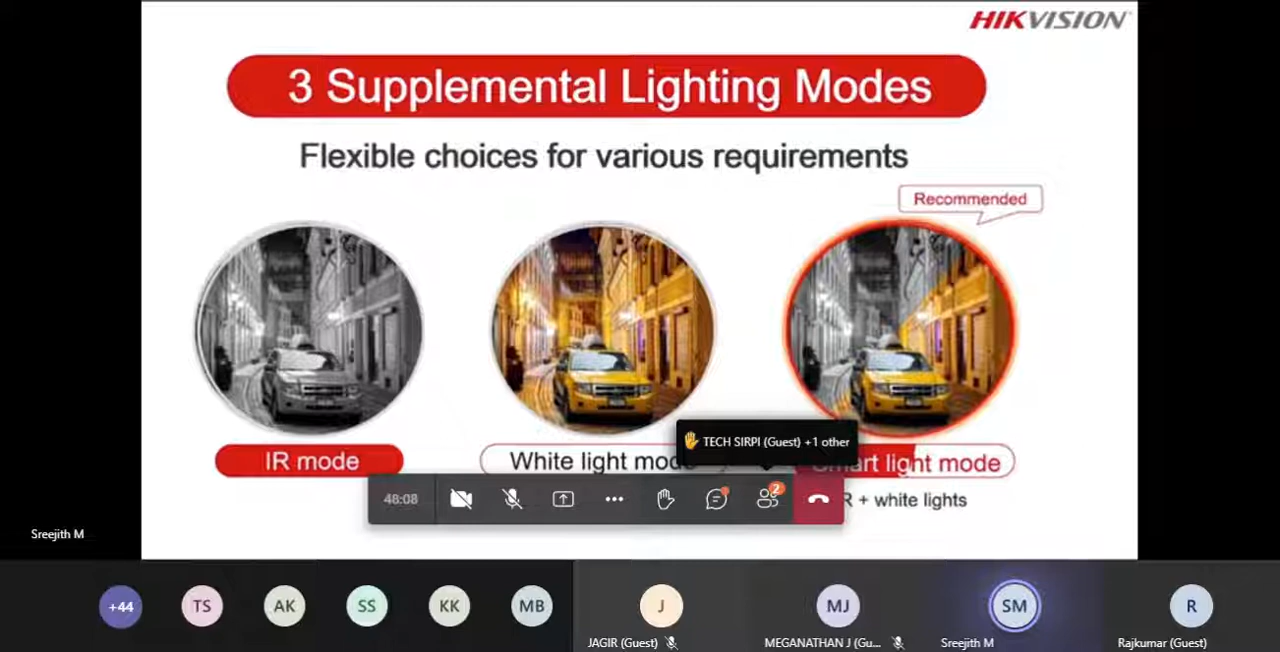 HIKVISION
3 Supplemental Lighting Modes
Flexible choices for various requirements
Recommended
IR mode
White light mode
Smart light mode
R + white lights
TECH SIRPI (Guest) +1 other
48:08
2
Sreejith M
+44
TS
AK
SS
KK
MB
J
MJ
SM
R
JAGIR (Guest)
MEGANATHAN J (Gu...
Sreejith M
Rajkumar (Guest)